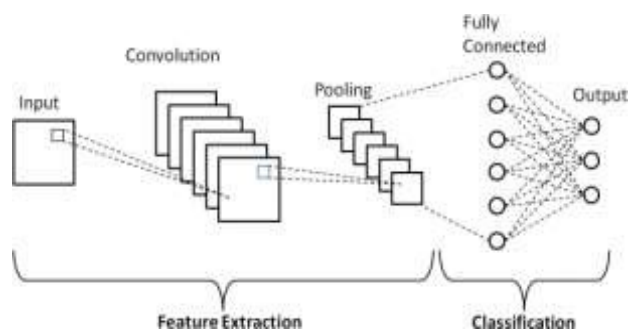 Fully
Connected
Convolution
Pooling
Input
Output
Feature Extraction
Classification